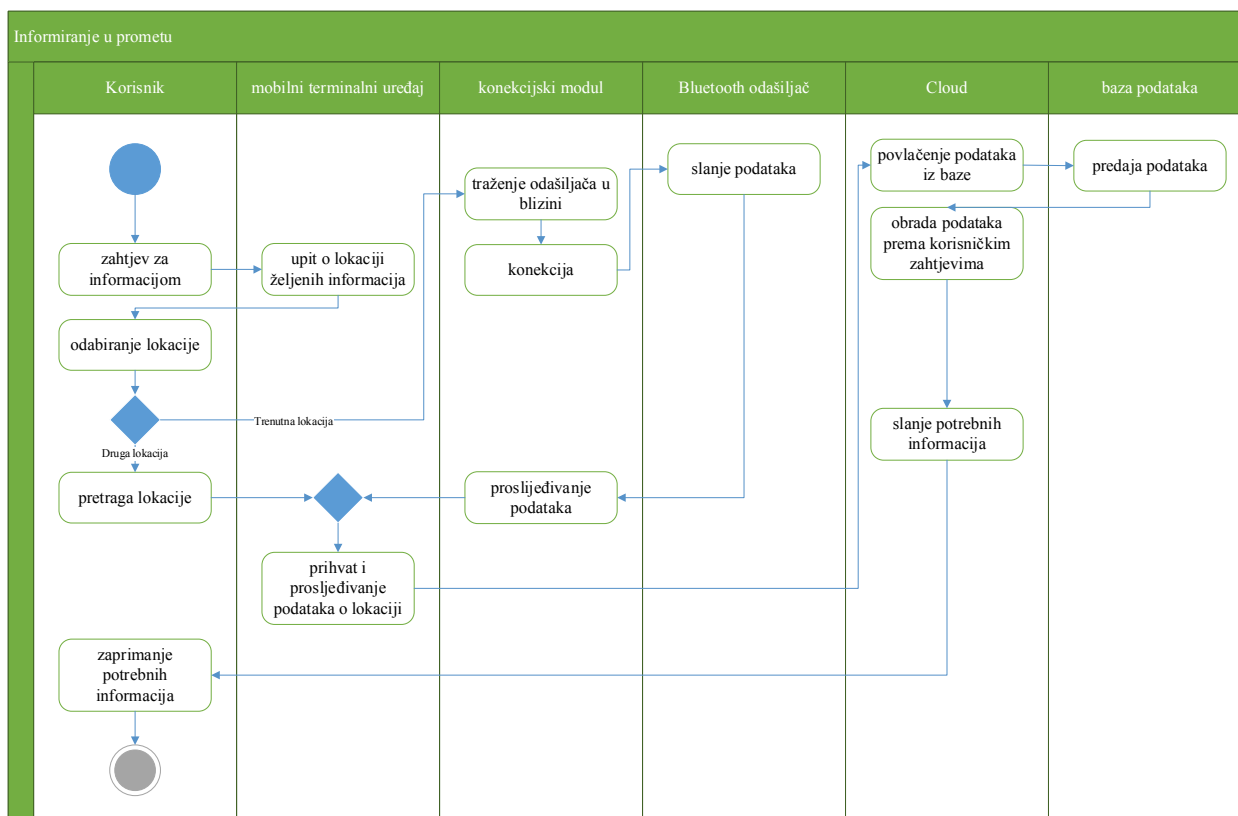 Informiranje u prometu
Korisnik
mobilni terminalni uređaj
konekcijski modul
Bluetooth odašiljač
Cloud
baza podataka
slanje podataka
povlačenje podataka
iz baze
predaja podataka
traženje odašiljača u
blizini
obrada podataka
prema korisničkim
zahtjevima
zahtjev za
informacijom
upit o lokaciji
željenih informacija
konekcija
odabiranje lokacije
Trenutna lokacija
slanje potrebnih
informacija
Druga lokacija
pretraga lokacije
proslijeđivanje
podataka
prihvat i
prosljeđivanje
podataka o lokaciji
zaprimanje
potrebnih
informacija